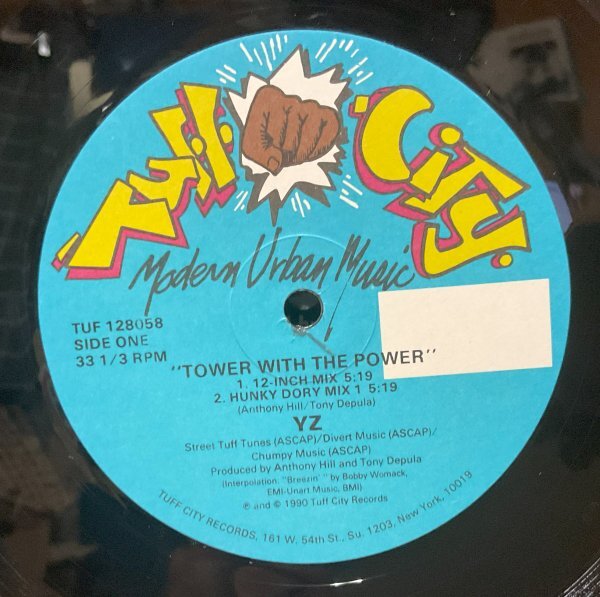 Tuff City
Modern Urban Music
TUF 128058
SIDE ONE
33 1/3 RPM
"TOWER WITH THE POWER"
1. 12-INCH MIX 5:19
2. HUNKY DORY MIX 1 5:19
(Anthony Hill/Tony Depula)
YZ
Street Tuff Tunes (ASCAP)/Divert Music (ASCAP)/
Chumpy Music (ASCAP)
Produced by Anthony Hill and Tony Depula
(Interpolation: "Breezin'" by Bobby Womack,
EMI-Unart Music, BMI)
℗ and © 1990 Tuff City Records
TUFF CITY RECORDS, 161 W. 54th St., Su. 1203, New York, NY 10019